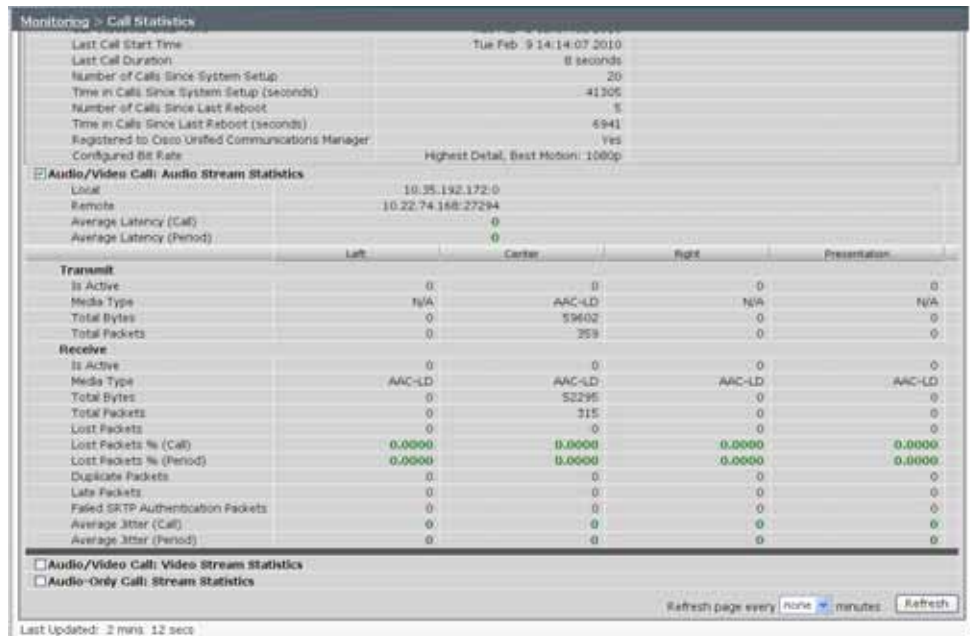 Monitoring > Call Statistics
Last Call Start Time Tue Feb 9 14:14:07 2010
Last Call Duration 8 seconds
Number of Calls Since System Setup 20
Time in Calls Since System Setup (seconds) 41305
Number of Calls Since Last Reboot 5
Time in Calls Since Last Reboot (seconds) 6941
Registered to Cisco Unified Communications Manager Yes
Configured Bit Rate Highest Detail, Best Motion: 1080p
Audio/Video Call: Audio Stream Statistics
Local 10.35.192.172:0
Remote 10.22.74.168:27294
Average Latency (Call) 0
Average Latency (Period) 0
Left Center Right Presentation
Transmit
Is Active 0 0 0 0
Media Type N/A AAC-LD N/A N/A
Total Bytes 0 59602 0 0
Total Packets 0 359 0 0
Receive
Is Active 0 0 0 0
Media Type AAC-LD AAC-LD AAC-LD AAC-LD
Total Bytes 0 52295 0 0
Total Packets 0 315 0 0
Lost Packets 0 0 0 0
Lost Packets % (Call) 0.0000 0.0000 0.0000 0.0000
Lost Packets % (Period) 0.0000 0.0000 0.0000 0.0000
Duplicate Packets 0 0 0 0
Late Packets 0 0 0 0
Failed SRTP Authentication Packets 0 0 0 0
Average Jitter (Call) 0 0 0 0
Average Jitter (Period) 0 0 0 0
Audio/Video Call: Video Stream Statistics
Audio-Only Call: Stream Statistics
Refresh page every none minutes Refresh
Last Updated: 2 mins 12 secs